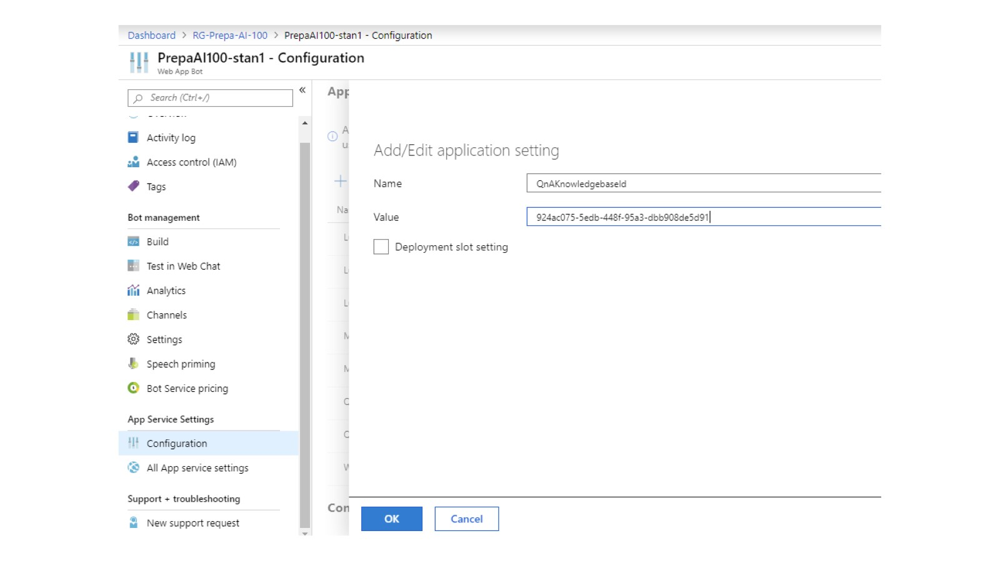 Dashboard > RG-Prepa-AI-100 > PrepaAI100-stan1 - Configuration
PrepaAI100-stan1 - Configuration
Web App Bot
Search (Ctrl+/)
«
Activity log
Access control (IAM)
Tags
Bot management
Build
Test in Web Chat
Analytics
Channels
Settings
Speech priming
Bot Service pricing
App Service Settings
Configuration
All App service settings
Support + troubleshooting
New support request
Add/Edit application setting
Name
QnAKnowledgebaseId
Value
924ac075-5edb-448f-95a3-dbb908de5d91
Deployment slot setting
OK
Cancel